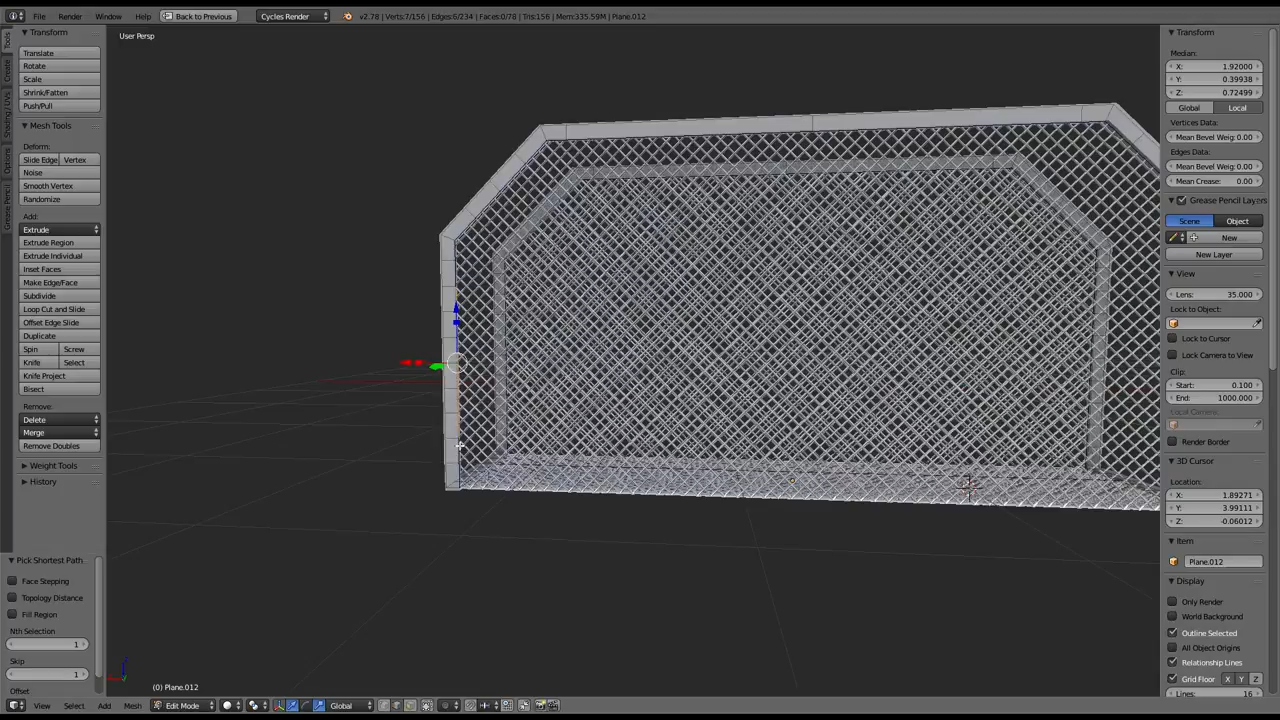 File Render Window Help Back to Previous Cycles Render v2.78 | Verts:7/156 | Edges:6/234 | Faces:0/78 | Tris:156 | Mem:335.59M | Plane.012
Tools
Create
Shading / UVs
Options
Grease Pencil
Transform
Translate
Rotate
Scale
Shrink/Fatten
Push/Pull
Mesh Tools
Deform:
Slide Edge Vertex
Noise
Smooth Vertex
Randomize
Add:
Extrude
Extrude Region
Extrude Individual
Inset Faces
Make Edge/Face
Subdivide
Loop Cut and Slide
Offset Edge Slide
Duplicate
Spin Screw
Knife Select
Knife Project
Bisect
Remove:
Delete
Merge
Remove Doubles
Weight Tools
History
Pick Shortest Path
Face Stepping
Topology Distance
Fill Region
Nth Selection
1
Skip
1
Offset
User Persp
(0) Plane.012
Transform
Median:
X: 1.92000
Y: 0.39938
Z: 0.72499
Global Local
Vertices Data:
Mean Bevel Weig: 0.00
Edges Data:
Mean Bevel Weig: 0.00
Mean Crease: 0.00
Grease Pencil Layers
Scene Object
New
New Layer
View
Lens: 35.000
Lock to Object:
Lock to Cursor
Lock Camera to View
Clip:
Start: 0.100
End: 1000.000
Local Camera:
Render Border
3D Cursor
Location:
X: 1.89271
Y: 3.99111
Z: -0.06012
Item
Plane.012
Display
Only Render
World Background
Outline Selected
All Object Origins
Relationship Lines
Grid Floor X Y Z
Lines: 16
View Select Add Mesh Edit Mode Global